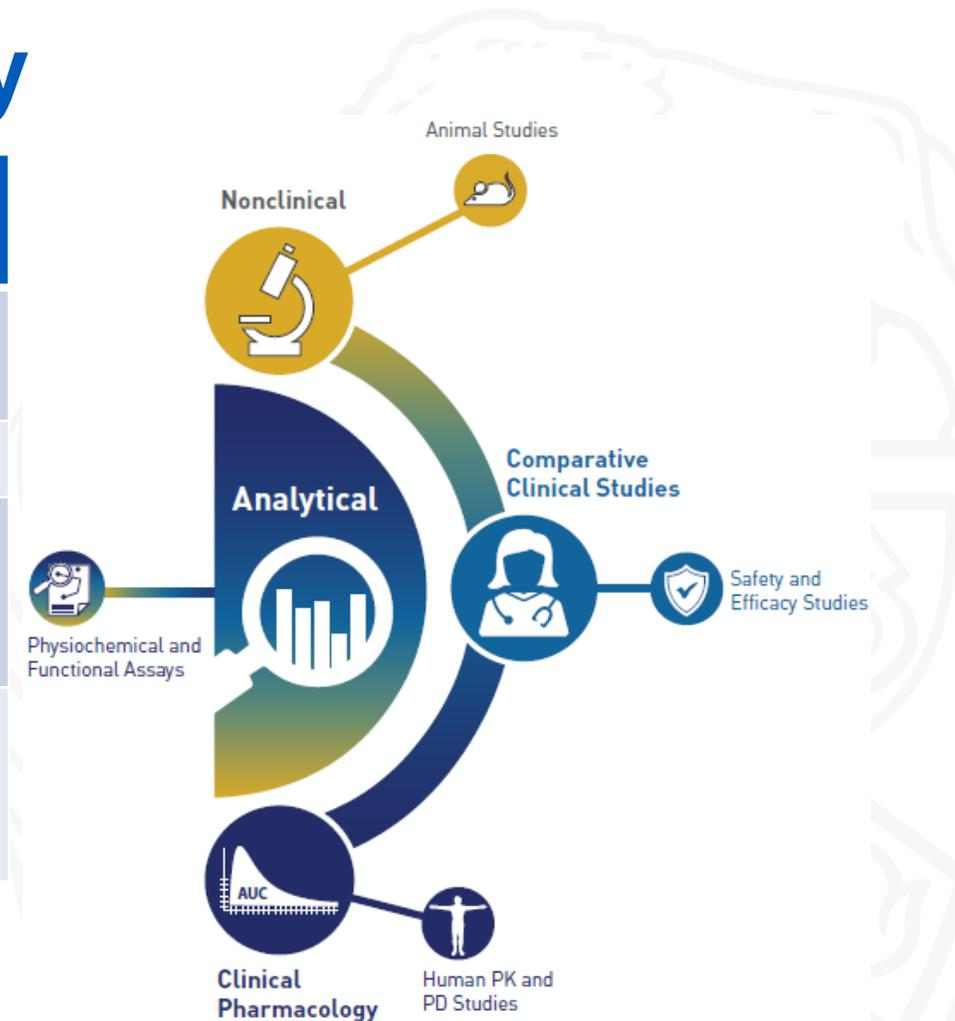 y
Animal Studies
Nonclinical
Comparative
Clinical Studies
Analytical
Safety and
Efficacy Studies
Physiochemical and
Functional Assays
AUC
Clinical
Pharmacology
Human PK and
PD Studies